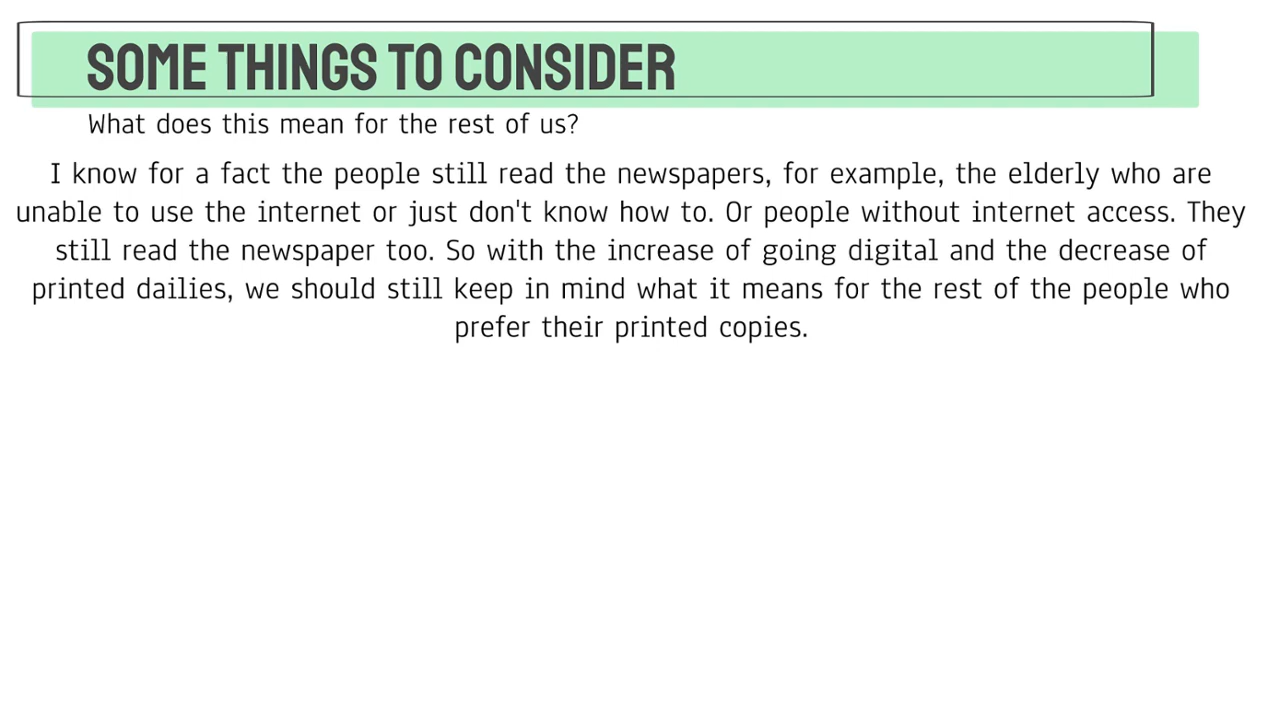 SOME THINGS TO CONSIDER
What does this mean for the rest of us?
I know for a fact the people still read the newspapers, for example, the elderly who are
unable to use the internet or just don't know how to. Or people without internet access. They
still read the newspaper too. So with the increase of going digital and the decrease of
printed dailies, we should still keep in mind what it means for the rest of the people who
prefer their printed copies.